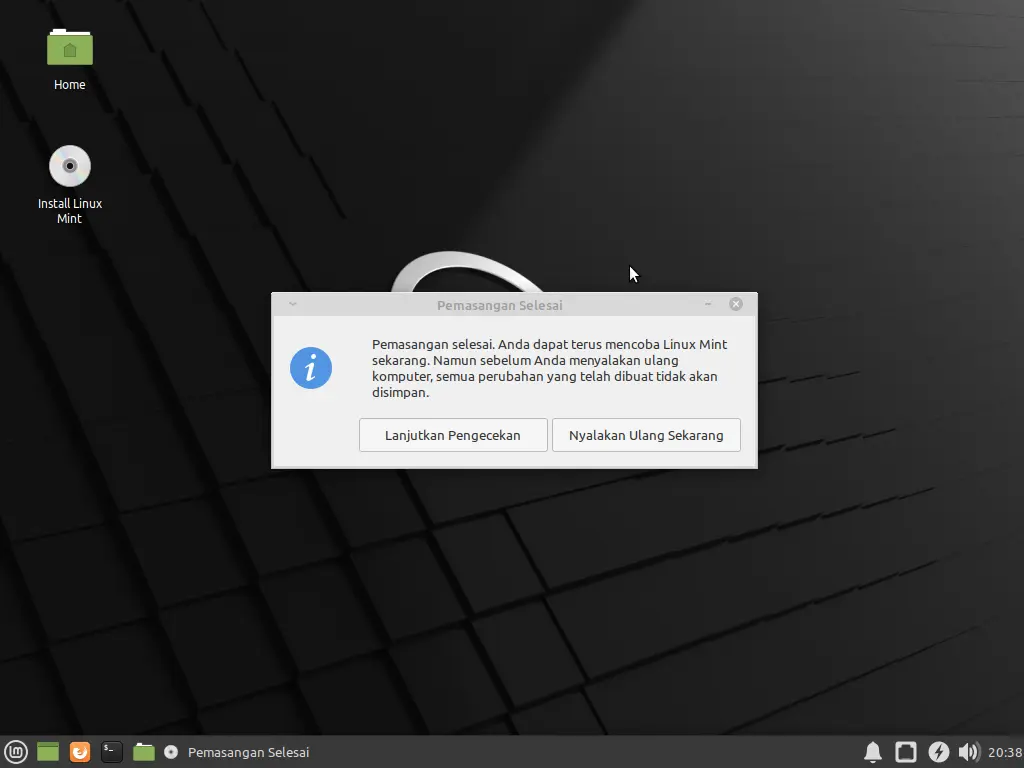 Home
Install Linux
Mint
Pemasangan Selesai
Pemasangan selesai. Anda dapat terus mencoba Linux Mint
sekarang. Namun sebelum Anda menyalakan ulang
komputer, semua perubahan yang telah dibuat tidak akan
disimpan.
Lanjutkan Pengecekan
Nyalakan Ulang Sekarang
Pemasangan Selesai
20:38